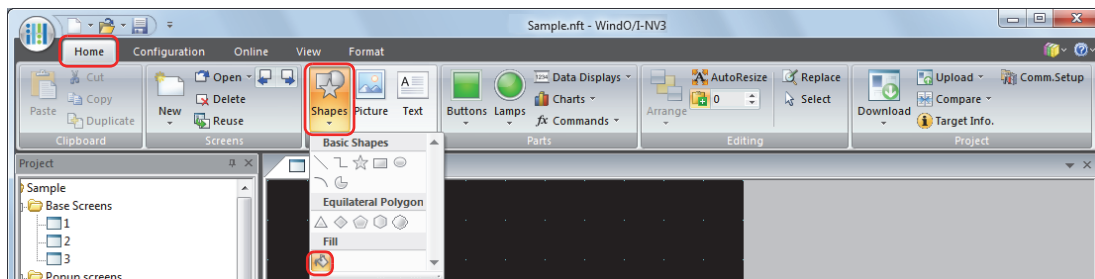 Sample.nft - WindO/I-NV3
Home Configuration Online View Format
Cut Open Data Displays AutoResize Replace Upload Comm.Setup
Copy Delete Charts 0 Select Compare
Paste Duplicate New Reuse Shapes Picture Text Buttons Lamps fx Commands Arrange Download Target Info.
Clipboard Screens Parts Editing Project
Basic Shapes
Project
Sample
Base Screens
Equilateral Polygon
1
2
Fill
3
Popup screens